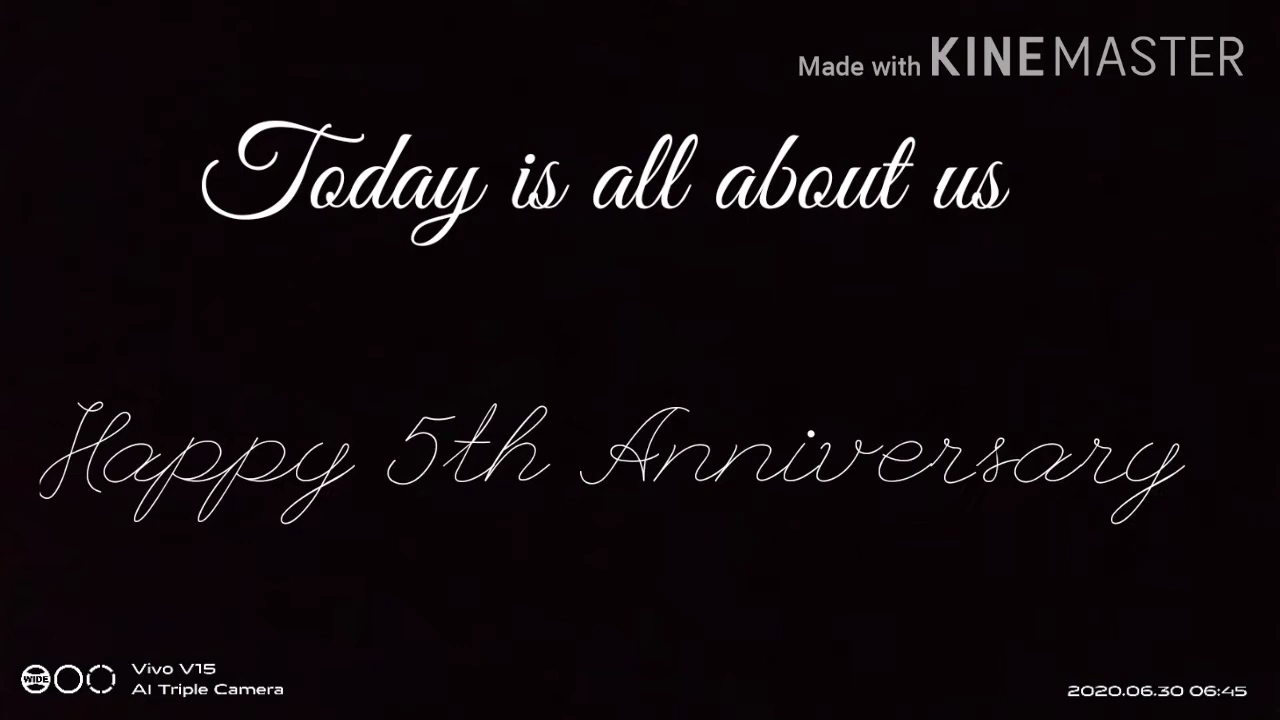 Made with KINEMASTER
Today is all about us
Happy 5th Anniversary
WIDE
Vivo V15
AI Triple Camera
2020.06.30 06:45